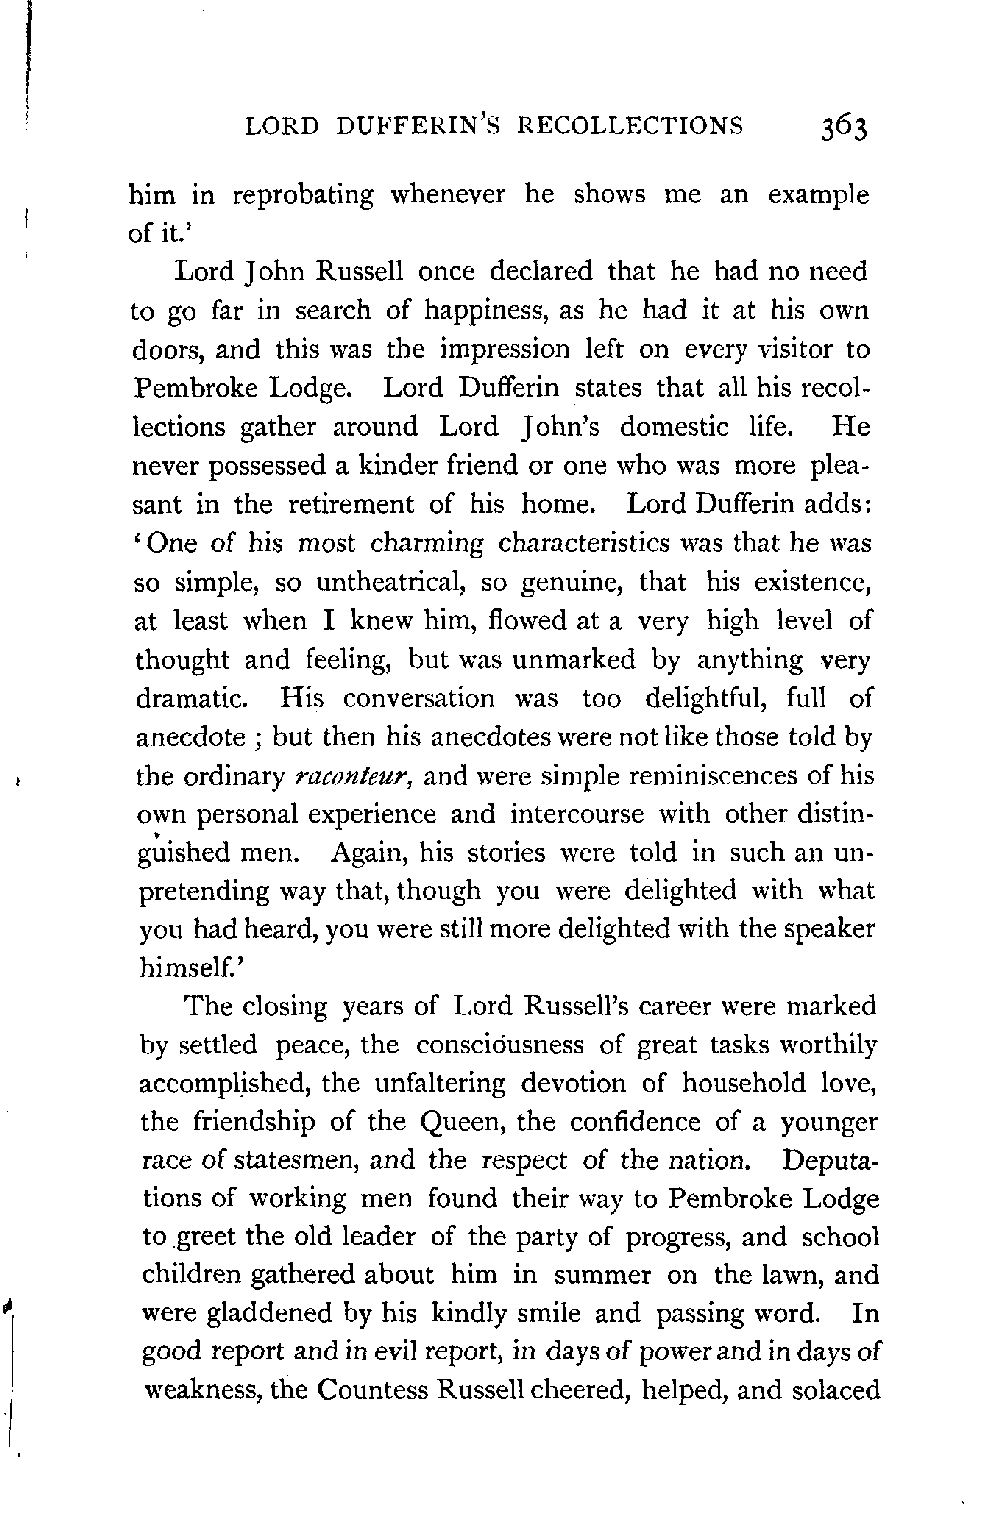 LORD DUFFERIN'S RECOLLECTIONS 363
him in reprobating whenever he shows me an example
of it.'
Lord John Russell once declared that he had no need
to go far in search of happiness, as he had it at his own
doors, and this was the impression left on every visitor to
Pembroke Lodge. Lord Dufferin states that all his recol-
lections gather around Lord John's domestic life. He
never possessed a kinder friend or one who was more plea-
sant in the retirement of his home. Lord Dufferin adds:
'One of his most charming characteristics was that he was
so simple, so untheatrical, so genuine, that his existence,
at least when I knew him, flowed at a very high level of
thought and feeling, but was unmarked by anything very
dramatic. His conversation was too delightful, full of
anecdote ; but then his anecdotes were not like those told by
the ordinary raconteur, and were simple reminiscences of his
own personal experience and intercourse with other distin-
guished men. Again, his stories were told in such an un-
pretending way that, though you were delighted with what
you had heard, you were still more delighted with the speaker
himself.'
The closing years of Lord Russell's career were marked
by settled peace, the consciousness of great tasks worthily
accomplished, the unfaltering devotion of household love,
the friendship of the Queen, the confidence of a younger
race of statesmen, and the respect of the nation. Deputa-
tions of working men found their way to Pembroke Lodge
to greet the old leader of the party of progress, and school
children gathered about him in summer on the lawn, and
were gladdened by his kindly smile and passing word. In
good report and in evil report, in days of power and in days of
weakness, the Countess Russell cheered, helped, and solaced